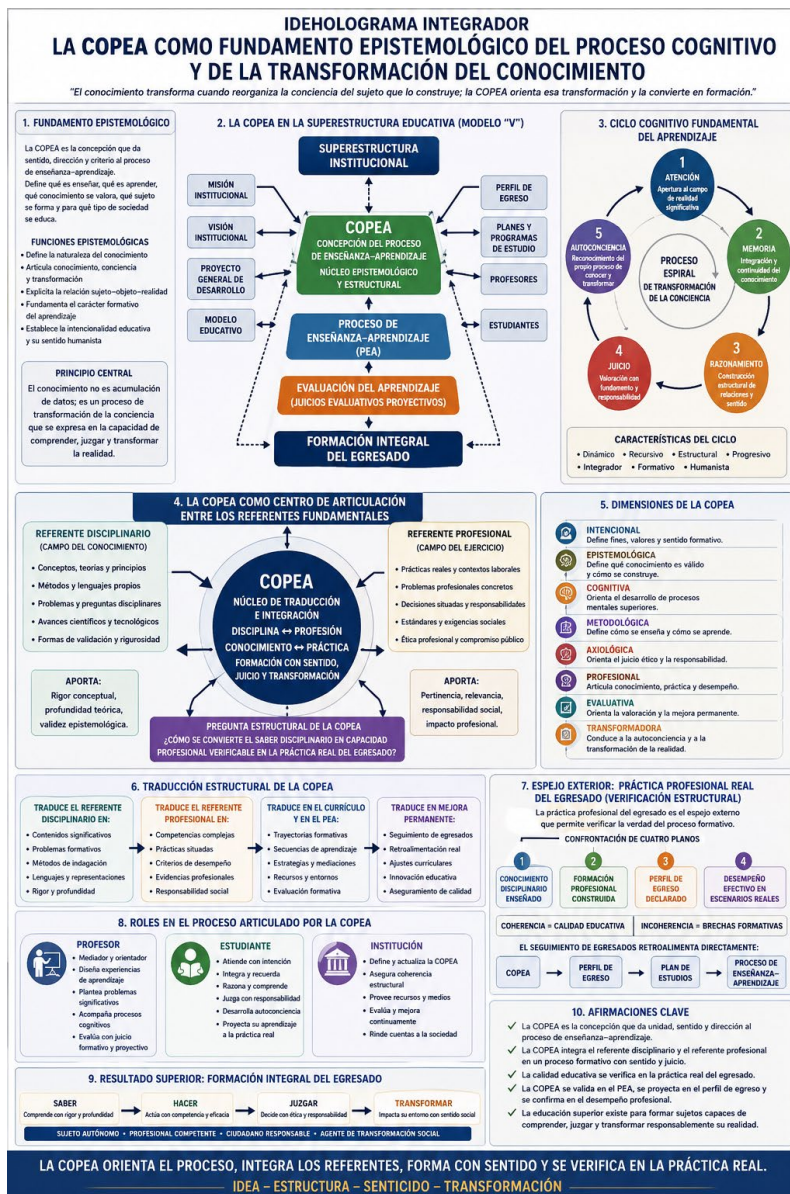 IDEHOLOGRAMA INTEGRADOR
LA COPEA COMO FUNDAMENTO EPISTEMOLÓGICO DEL PROCESO COGNITIVO
Y DE LA TRANSFORMACIÓN DEL CONOCIMIENTO
"El conocimiento transforma cuando reorganiza la conciencia del sujeto que lo construye; la COPEA orienta esa transformación y la convierte en formación."
1. FUNDAMENTO EPISTEMOLÓGICO
La COPEA es la concepción que da
sentido, dirección y criterio al proceso
de enseñanza–aprendizaje.
Define qué es enseñar, qué es aprender,
qué conocimiento se valora, qué sujeto
se forma y para qué tipo de sociedad
se educa.
FUNCIONES EPISTEMOLÓGICAS
• Define la naturaleza del conocimiento
• Articula conocimiento, conciencia
y transformación
• Explicita la relación sujeto–objeto–realidad
• Fundamenta el carácter formativo
del aprendizaje
• Establece la intencionalidad educativa
y su sentido humanista
PRINCIPIO CENTRAL
El conocimiento no es acumulación
de datos; es un proceso de
transformación de la conciencia
que se expresa en la capacidad de
comprender, juzgar y transformar
la realidad.
2. LA COPEA EN LA SUPERESTRUCTURA EDUCATIVA (MODELO "V")
SUPERESTRUCTURA
INSTITUCIONAL
MISIÓN
INSTITUCIONAL
VISIÓN
INSTITUCIONAL
PROYECTO
GENERAL DE
DESARROLLO
MODELO
EDUCATIVO
COPEA
CONCEPCIÓN DEL PROCESO
DE ENSEÑANZA–APRENDIZAJE
NÚCLEO EPISTEMOLÓGICO
Y ESTRUCTURAL
PERFIL DE
EGRESO
PLANES Y
PROGRAMAS
DE ESTUDIO
PROFESORES
ESTUDIANTES
PROCESO DE
ENSEÑANZA–APRENDIZAJE
(PEA)
EVALUACIÓN DEL APRENDIZAJE
(JUICIOS EVALUATIVOS PROYECTIVOS)
FORMACIÓN INTEGRAL
DEL EGRESADO
3. CICLO COGNITIVO FUNDAMENTAL
DEL APRENDIZAJE
1
ATENCIÓN
Apertura al campo
de realidad
significativa
2
MEMORIA
Integración y
continuidad del
conocimiento
3
RAZONAMIENTO
Construcción
estructural
de relaciones y
sentido
4
JUICIO
Valoración con
fundamento y
responsabilidad
5
AUTOCONCIENCIA
Reconocimiento del
propio proceso de
conocer y
transformar
PROCESO
ESPIRAL
DE TRANSFORMACIÓN
DE LA CONCIENCIA
CARACTERÍSTICAS DEL CICLO
• Dinámico • Recursivo • Estructural • Progresivo
• Integrador • Formativo • Humanista
4. LA COPEA COMO CENTRO DE ARTICULACIÓN
ENTRE LOS REFERENTES FUNDAMENTALES
REFERENTE DISCIPLINARIO
(CAMPO DEL CONOCIMIENTO)
• Conceptos, teorías y principios
• Métodos y lenguajes propios
• Problemas y preguntas disciplinares
• Avances científicos y tecnológicos
• Formas de validación y rigurosidad
APORTA:
Rigor conceptual,
profundidad teórica,
validez epistemológica.
COPEA
NÚCLEO DE TRADUCCIÓN
E INTEGRACIÓN
DISCIPLINA ↔ PROFESIÓN
CONOCIMIENTO ↔ PRÁCTICA
FORMACIÓN CON SENTIDO,
JUICIO Y TRANSFORMACIÓN
REFERENTE PROFESIONAL
(CAMPO DEL EJERCICIO)
• Prácticas reales y contextos laborales
• Problemas profesionales concretos
• Decisiones situadas y responsabilidades
• Estándares y exigencias sociales
• Ética profesional y compromiso público
APORTA:
Pertinencia, relevancia,
responsabilidad social,
impacto profesional.
PREGUNTA ESTRUCTURAL DE LA COPEA
¿CÓMO SE CONVIERTE EL SABER DISCIPLINARIO EN CAPACIDAD
PROFESIONAL VERIFICABLE EN LA PRÁCTICA REAL DEL EGRESADO?
5. DIMENSIONES DE LA COPEA
INTENCIONAL
Define fines, valores y sentido formativo.
EPISTEMOLÓGICA
Define qué conocimiento es válido
y cómo se construye.
COGNITIVA
Orienta el desarrollo de procesos
mentales superiores.
METODOLÓGICA
Define cómo se enseña y cómo se aprende.
AXIOLÓGICA
Orienta el juicio ético y la responsabilidad.
PROFESIONAL
Articula conocimiento, práctica y desempeño.
EVALUATIVA
Orienta la valoración y la mejora permanente.
TRANSFORMADORA
Conduce a la autoconciencia y a la
transformación de la realidad.
6. TRADUCCIÓN ESTRUCTURAL DE LA COPEA
TRADUCE EL REFERENTE
DISCIPLINARIO EN:
• Contenidos significativos
• Problemas formativos
• Métodos de indagación
• Lenguajes y representaciones
• Rigor y profundidad
TRADUCE EL REFERENTE
PROFESIONAL EN:
• Competencias complejas
• Prácticas situadas
• Criterios de desempeño
• Evidencias profesionales
• Responsabilidad social
TRADUCE EN EL CURRÍCULO
Y EN EL PEA:
• Trayectorias formativas
• Secuencias de aprendizaje
• Estrategias y mediaciones
• Recursos y entornos
• Evaluación formativa
TRADUCE EN MEJORA
PERMANENTE:
• Seguimiento de egresados
• Retroalimentación real
• Ajustes curriculares
• Innovación educativa
• Aseguramiento de calidad
7. ESPEJO EXTERIOR: PRÁCTICA PROFESIONAL REAL
DEL EGRESADO (VERIFICACIÓN ESTRUCTURAL)
La práctica profesional del egresado es el espejo externo
que permite verificar la verdad del proceso formativo.
CONFRONTACIÓN DE CUATRO PLANOS
1
CONOCIMIENTO
DISCIPLINARIO
ENSEÑADO
2
FORMACIÓN
PROFESIONAL
CONSTRUIDA
3
PERFIL DE
EGRESO
DECLARADO
4
DESEMPEÑO
EFECTIVO EN
ESCENARIOS REALES
COHERENCIA = CALIDAD EDUCATIVA
INCOHERENCIA = BRECHAS FORMATIVAS
EL SEGUIMIENTO DE EGRESADOS RETROALIMENTA DIRECTAMENTE:
COPEA
PERFIL DE
EGRESO
PLAN DE
ESTUDIOS
PROCESO DE
ENSEÑANZA–
APRENDIZAJE
8. ROLES EN EL PROCESO ARTICULADO POR LA COPEA
PROFESOR
• Mediador y orientador
• Diseña experiencias
de aprendizaje
• Plantea problemas
significativos
• Acompaña procesos
cognitivos
• Evalúa con juicio
formativo y proyectivo
ESTUDIANTE
• Atiende con intención
• Integra y recuerda
• Razona y comprende
• Juzga con responsabilidad
• Desarrolla autoconciencia
• Proyecta su aprendizaje
a la práctica real
INSTITUCIÓN
• Define y actualiza la COPEA
• Asegura coherencia
estructural
• Provee recursos y medios
• Evalúa y mejora
continuamente
• Rinde cuentas a la sociedad
9. RESULTADO SUPERIOR: FORMACIÓN INTEGRAL DEL EGRESADO
SABER
Comprende con rigor y profundidad
HACER
Actúa con competencia y eficacia
JUZGAR
Decide con ética y responsabilidad
TRANSFORMAR
Impacta su entorno con sentido social
SUJETO AUTÓNOMO • PROFESIONAL COMPETENTE • CIUDADANO RESPONSABLE • AGENTE DE TRANSFORMACIÓN SOCIAL
10. AFIRMACIONES CLAVE
✓ La COPEA es la concepción que da unidad, sentido y dirección al
proceso de enseñanza–aprendizaje.
✓ La COPEA integra el referente disciplinario y el referente profesional
en un proceso formativo con sentido y juicio.
✓ La calidad educativa se verifica en la práctica real del egresado.
✓ La COPEA se valida en el PEA, se proyecta en el perfil de egreso y
se confirma en el desempeño profesional.
✓ La educación superior existe para formar sujetos capaces de
comprender, juzgar y transformar responsablemente su realidad.
LA COPEA ORIENTA EL PROCESO, INTEGRA LOS REFERENTES, FORMA CON SENTIDO Y SE VERIFICA EN LA PRÁCTICA REAL.
IDEA – ESTRUCTURA – SENTICIDO – TRANSFORMACIÓN